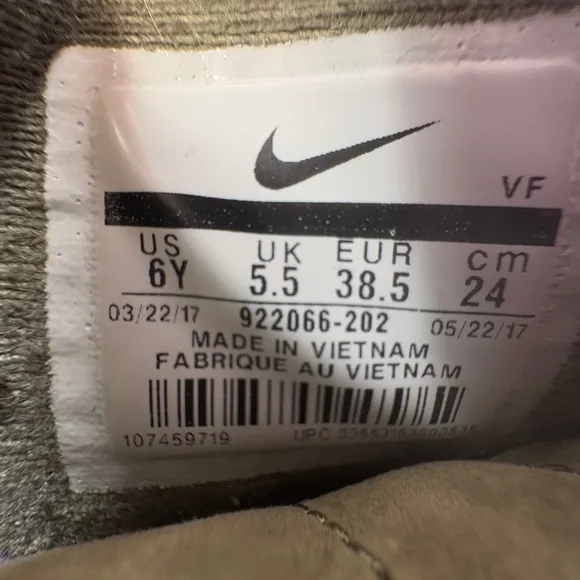 VF
US UK EUR cm
6Y 5.5 38.5 24
03/22/17 922066-202 05/22/17
MADE IN VIETNAM
FABRIQUE AU VIETNAM
107459719 UPC